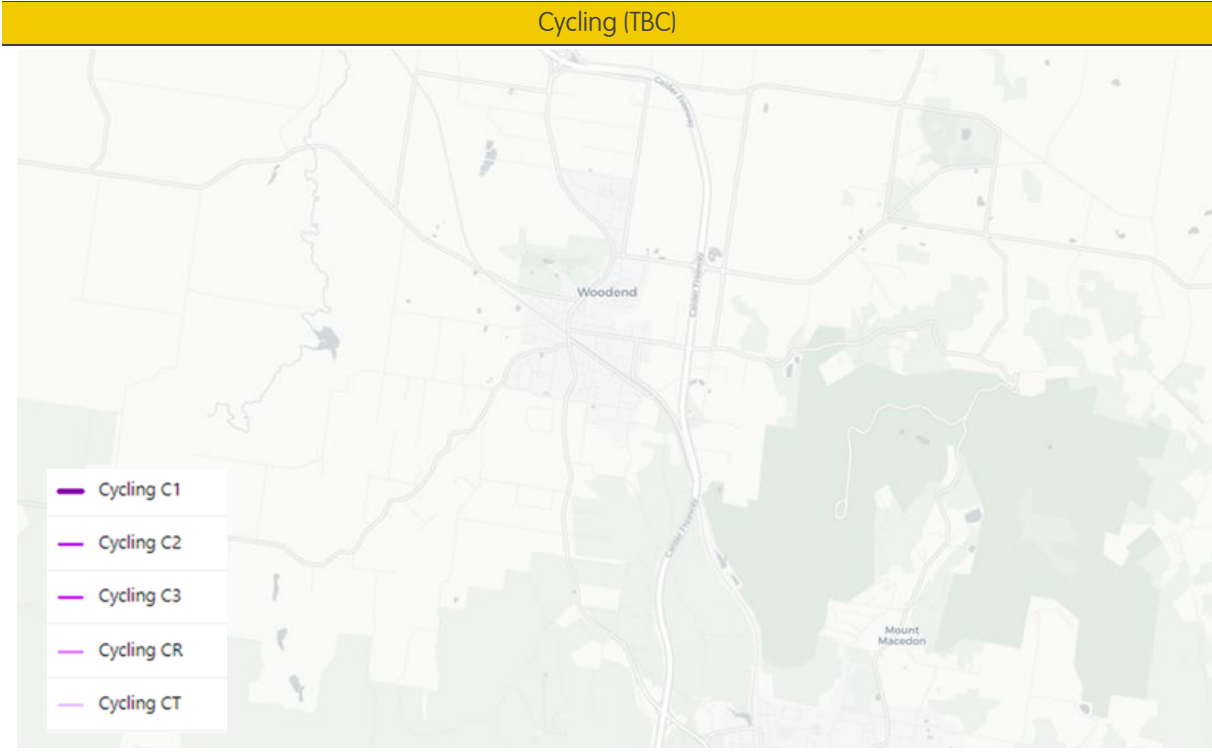 Cycling (TBC)
Calder Freeway
Woodend
Calder Freeway
Cycling C1
Cycling C2
Cycling C3
Cycling CR
Cycling CT
Calder Freeway
Mount
Macedon